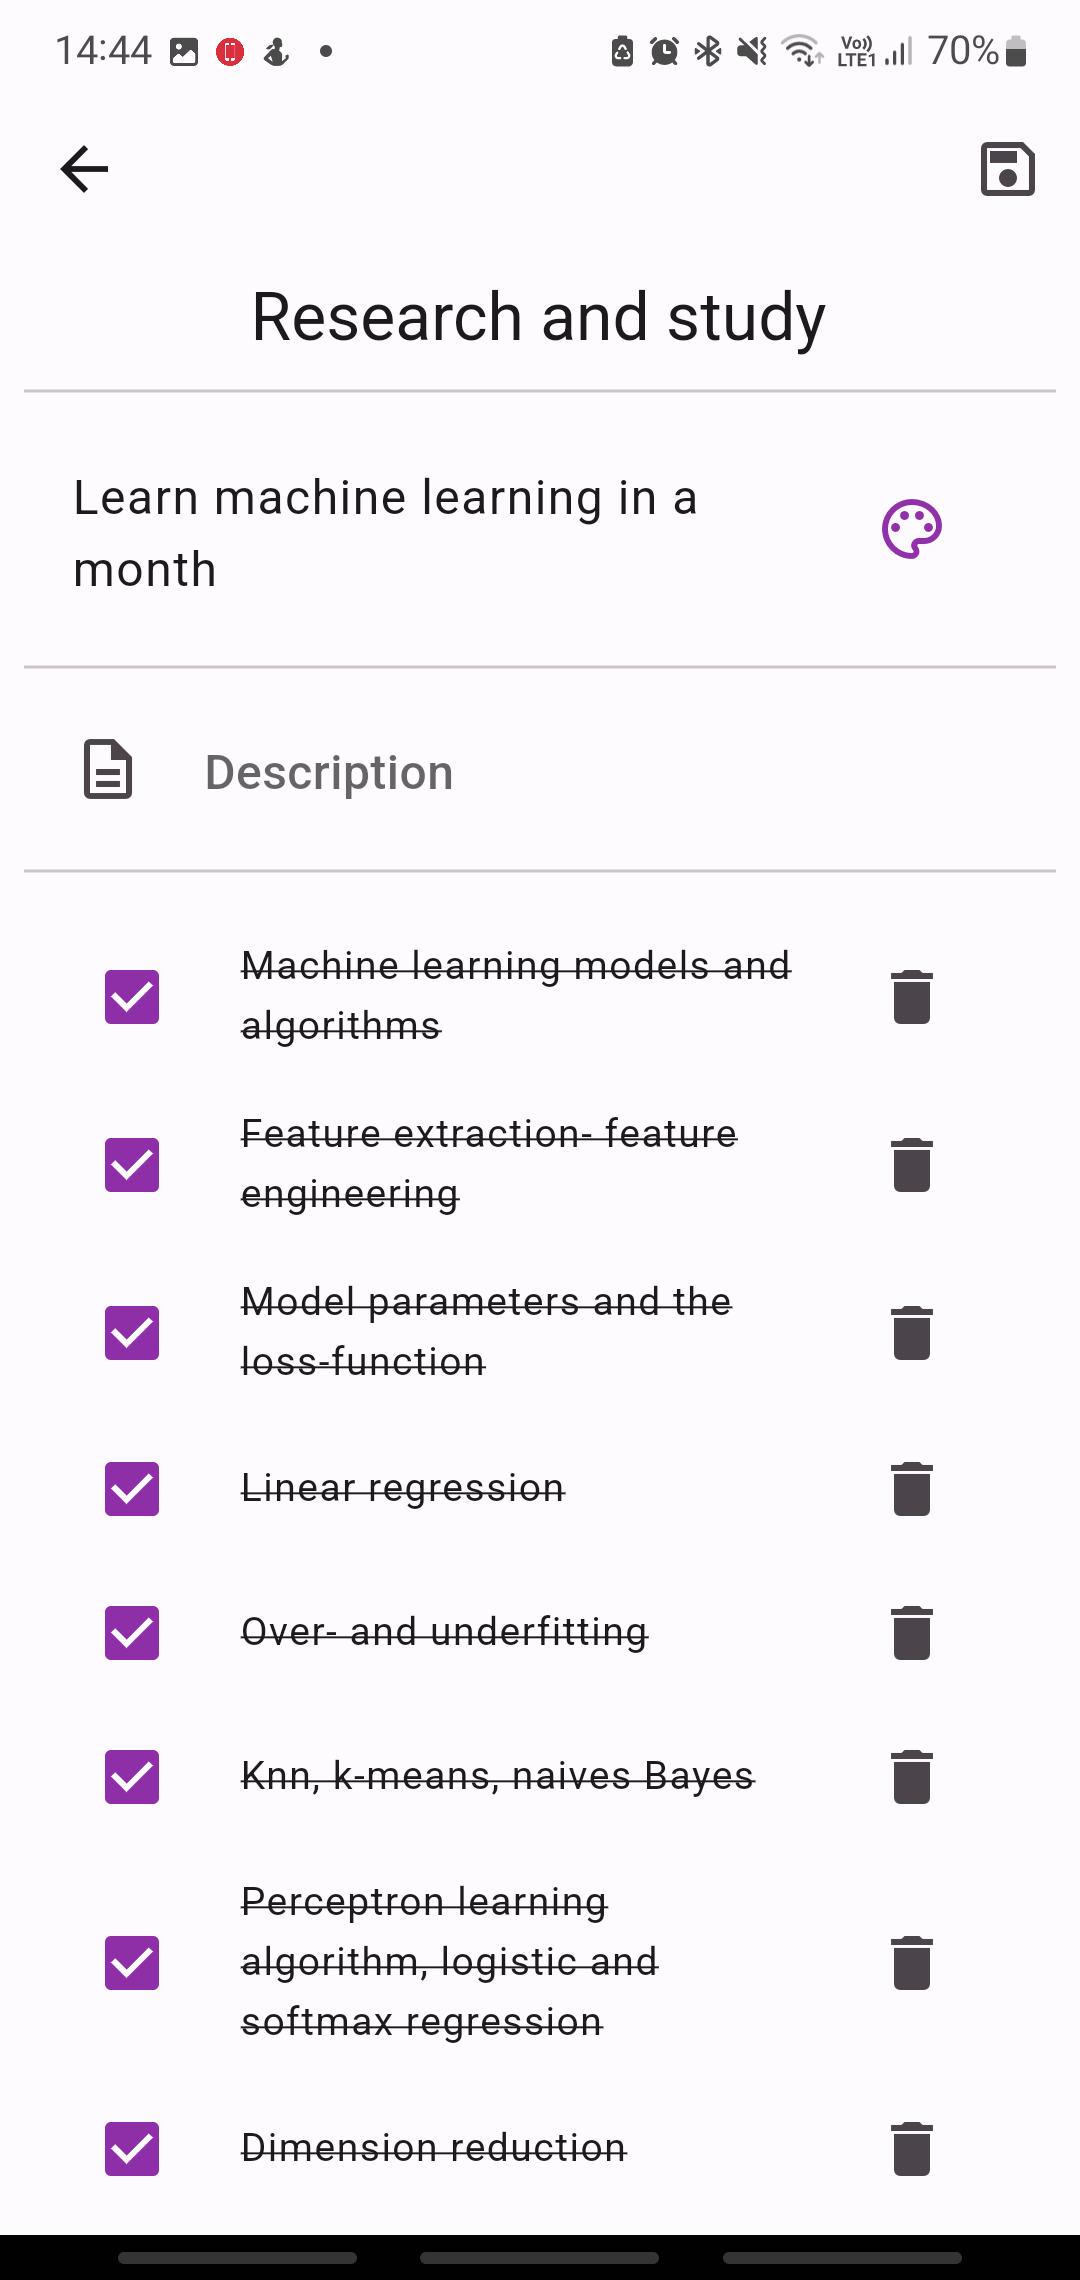 14:44
Vo)) LTE1 70%
Research and study
Learn machine learning in a
month
Description
Machine learning models and
algorithms
Feature extraction- feature
engineering
Model parameters and the
loss-function
Linear regression
Over- and underfitting
Knn, k-means, naives Bayes
Perceptron learning
algorithm, logistic and
softmax regression
Dimension reduction